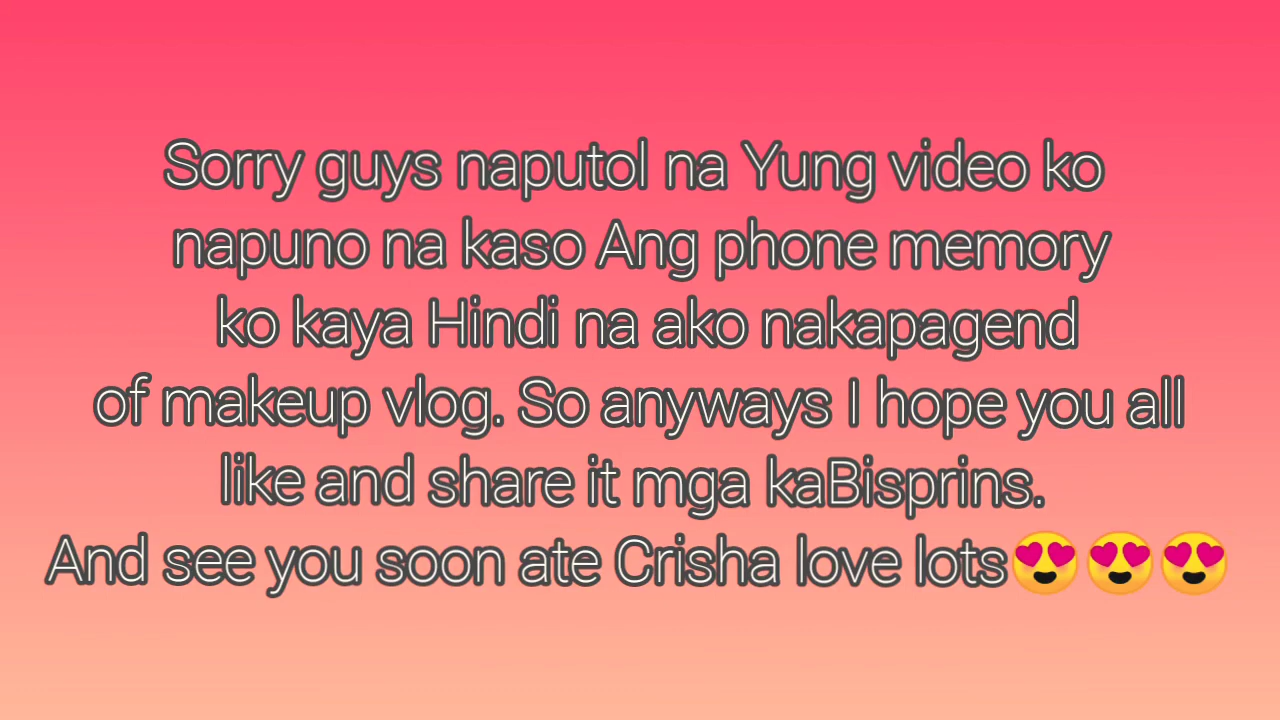 Sorry guys naputol na Yung video ko
napuno na kaso Ang phone memory
ko kaya Hindi na ako nakapagend
of makeup vlog. So anyways I hope you all
like and share it mga kaBisprins.
And see you soon ate Crisha love lots😍😍😍